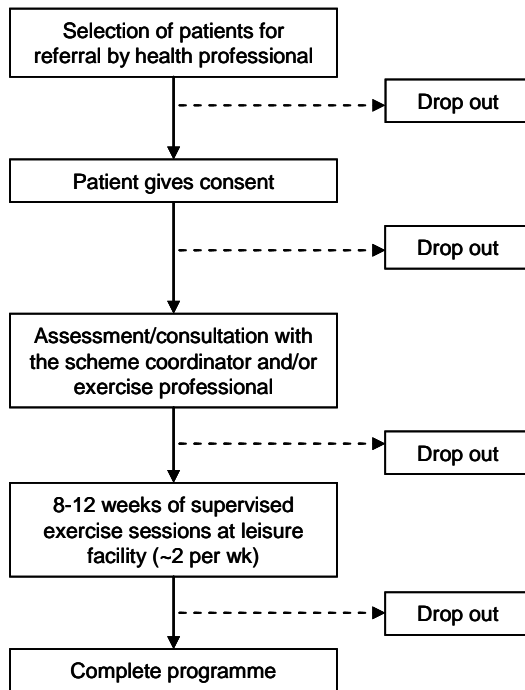 Selection of patients for
referral by health professional
Drop out
Patient gives consent
Drop out
Assessment/consultation with
the scheme coordinator and/or
exercise professional
Drop out
8-12 weeks of supervised
exercise sessions at leisure
facility (~2 per wk)
Drop out
Complete programme